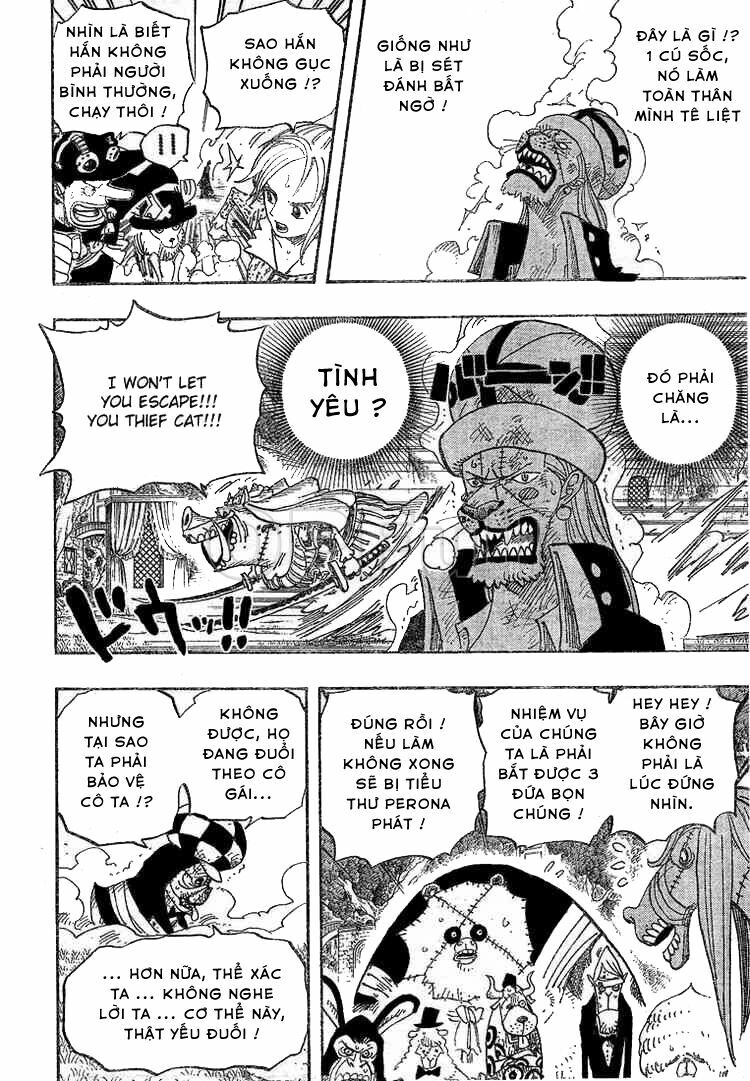 ĐÂY LÀ GÌ !?
1 CÚ SỐC,
NÓ LÀM
TOÀN THÂN
MÌNH TÊ LIỆT
GIỐNG NHƯ
LÀ BỊ SÉT
ĐÁNH BẤT
NGỜ !
SAO HẮN
KHÔNG GỤC
XUỐNG !?
NHÌN LÀ BIẾT
HẮN KHÔNG
PHẢI NGƯỜI
BÌNH THƯỜNG,
CHẠY THÔI !
!!
ĐÓ PHẢI
CHĂNG
LÀ...
TÌNH
YÊU ?
I WON'T LET
YOU ESCAPE!!!
YOU THIEF CAT!!!
ドウッ!!
HEY HEY !
BÂY GIỜ
KHÔNG
PHẢI LÀ
LÚC ĐỨNG
NHÌN.
NHIỆM VỤ
CỦA CHÚNG
TA LÀ PHẢI
BẮT ĐƯỢC 3
ĐỨA BỌN
CHÚNG !
ĐÚNG RỒI !
NẾU LÀM
KHÔNG XONG
SẼ BỊ TIỂU
THƯ PERONA
PHÁT !
KHÔNG
ĐƯỢC, HỌ
ĐANG ĐUỔI
THEO CÔ
GÁI...
NHƯNG
TẠI SAO
TA PHẢI
BẢO VỆ
CÔ TA !?
... HƠN NỮA, THỂ XÁC
TA ... KHÔNG NGHE
LỜI TA ... CƠ THỂ NÀY,
THẬT YẾU ĐUỐI !